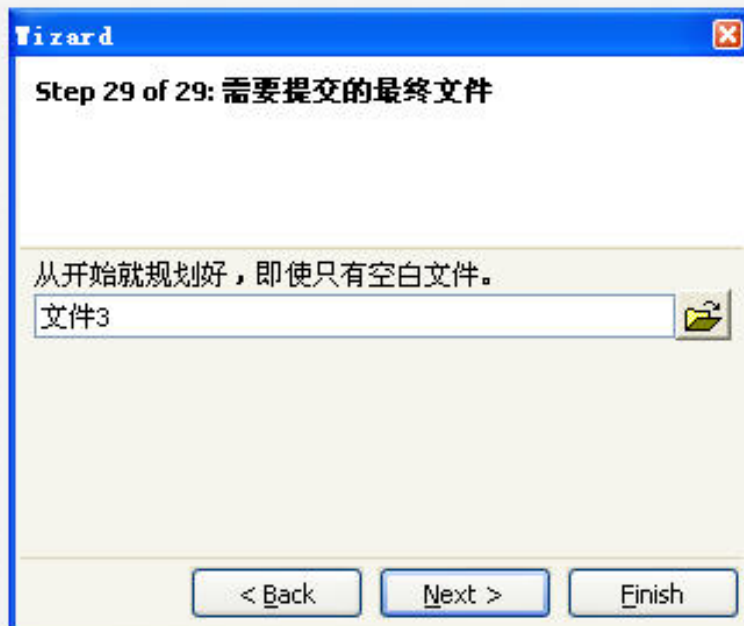 Wizard
Step 29 of 29: 需要提交的最终文件
从开始就规划好，即使只有空白文件。
文件3
< Back
Next >
Finish